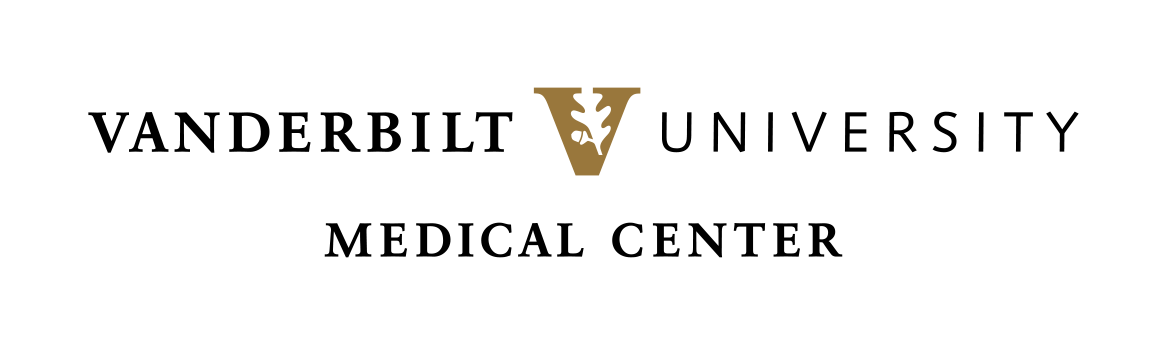 VANDERBILT V UNIVERSITY
MEDICAL CENTER